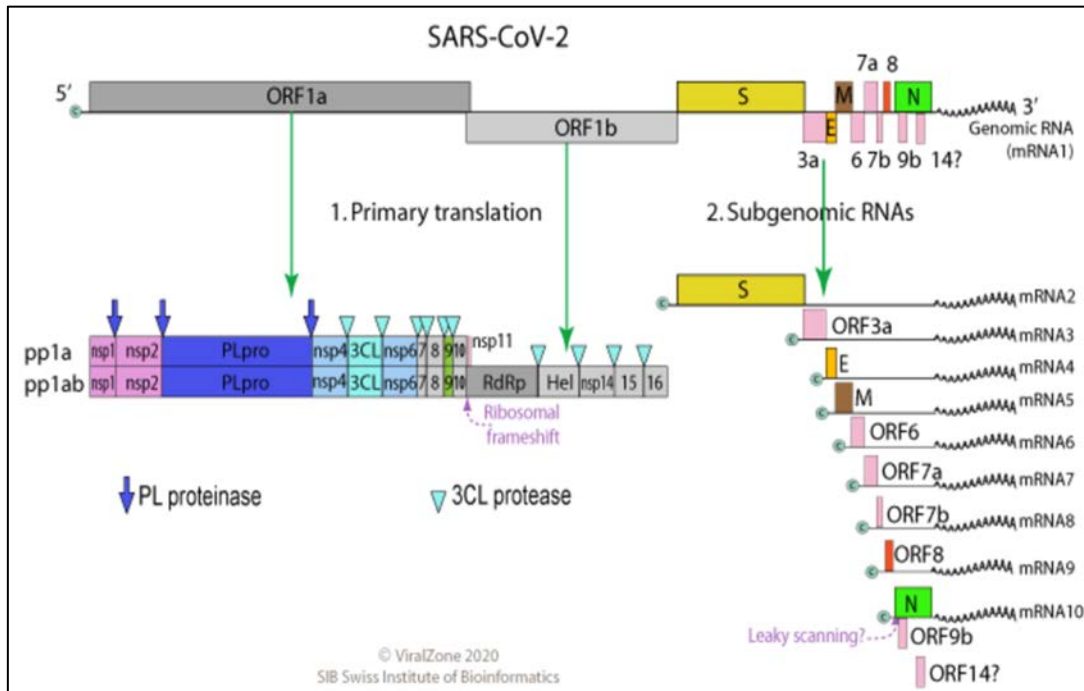 SARS-CoV-2
7a 8
5’ ORF1a S M N 3’
c ORF1b E Genomic RNA
(mRNA1)
3a 6 7b 9b 14?
1. Primary translation 2. Subgenomic RNAs
c S mRNA2
c ORF3a mRNA3
c E mRNA4
c M mRNA5
c ORF6 mRNA6
c ORF7a mRNA7
c ORF7b mRNA8
c ORF8 mRNA9
c N mRNA10
Leaky scanning? ORF9b
ORF14?
nsp11
pp1a nsp1 nsp2 PLpro nsp4 3CL nsp6 7 8 9 10
pp1ab nsp1 nsp2 PLpro nsp4 3CL nsp6 7 8 9 10 RdRp Hel nsp14 15 16
Ribosomal
frameshift
PL proteinase 3CL protease
© ViralZone 2020
SIB Swiss Institute of Bioinformatics